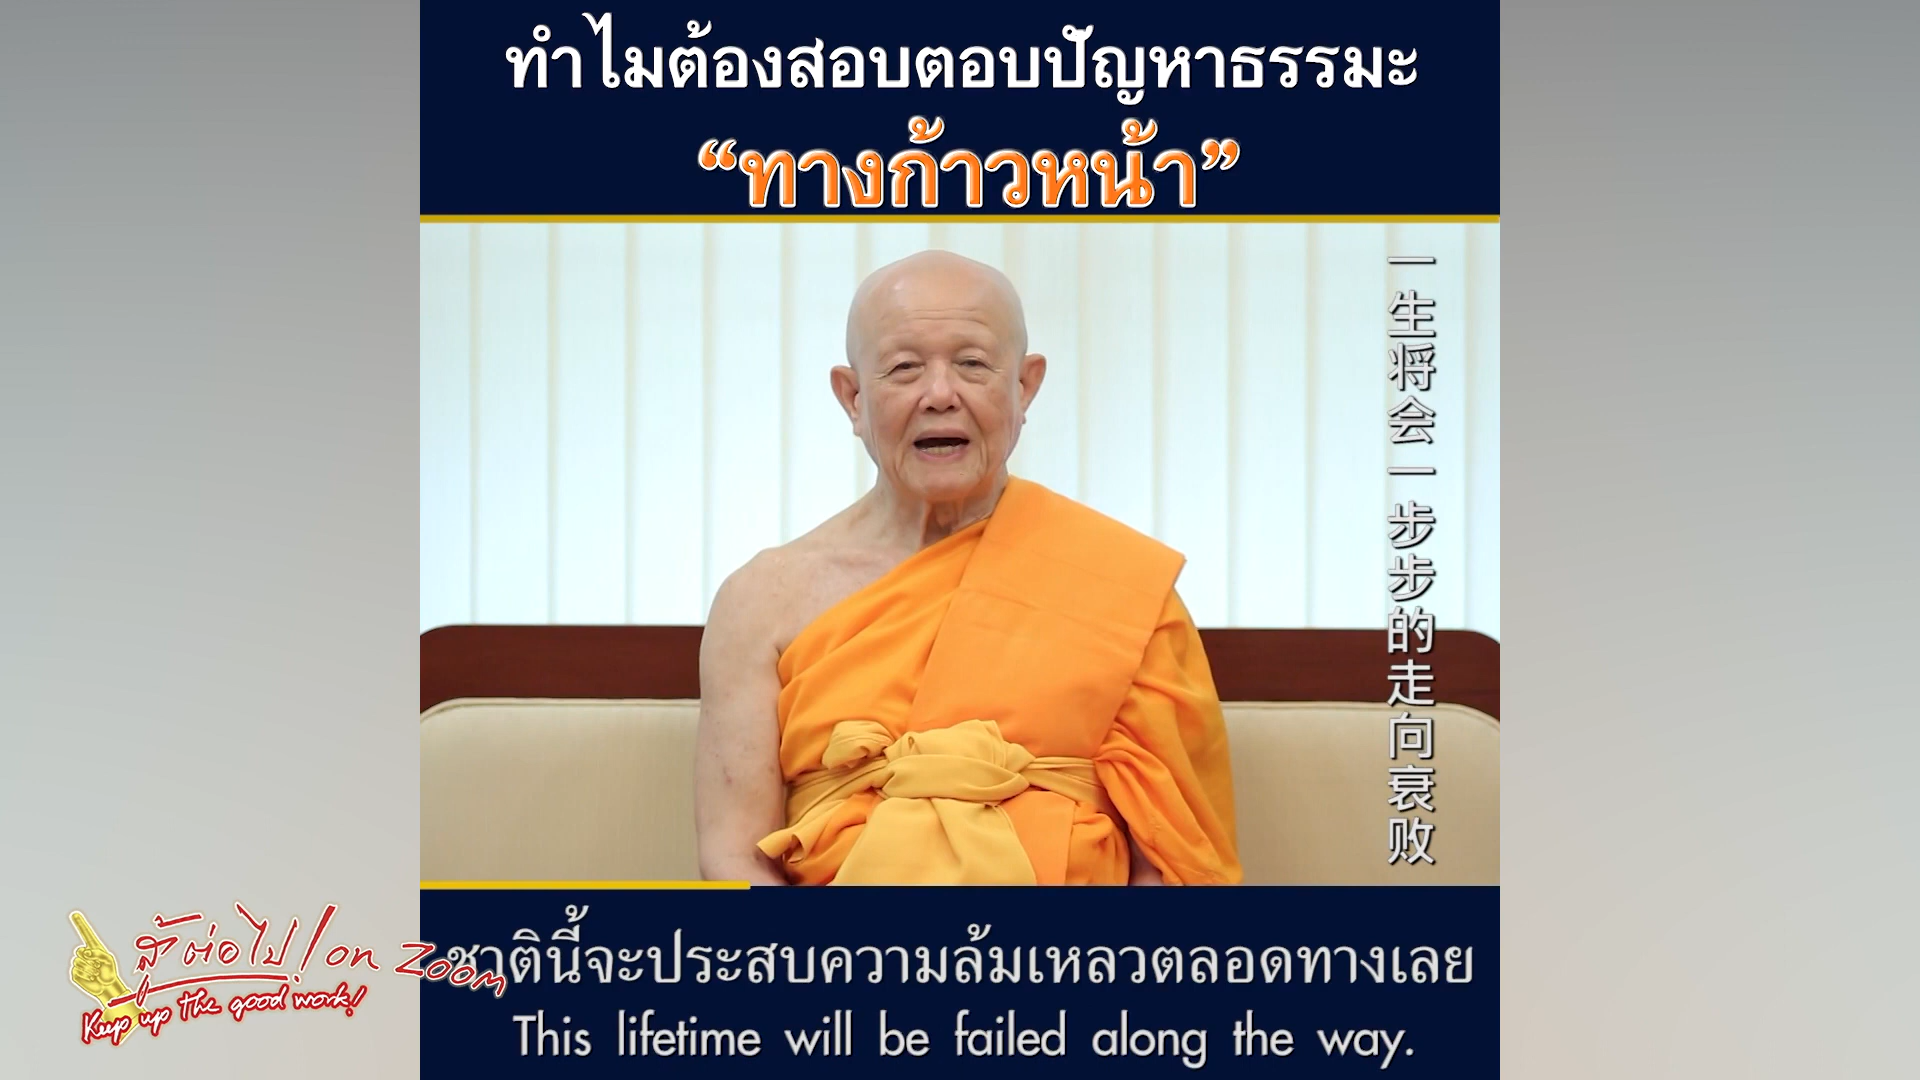 ทำไมต้องสอบตอบปัญหาธรรมะ
“ทางก้าวหน้า”
一生将会一步步的走向衰败
สู้ต่อไป! on Zoom
Keep up the good work!
ชาตินี้จะประสบความล้มเหลวตลอดทางเลย
This lifetime will be failed along the way.